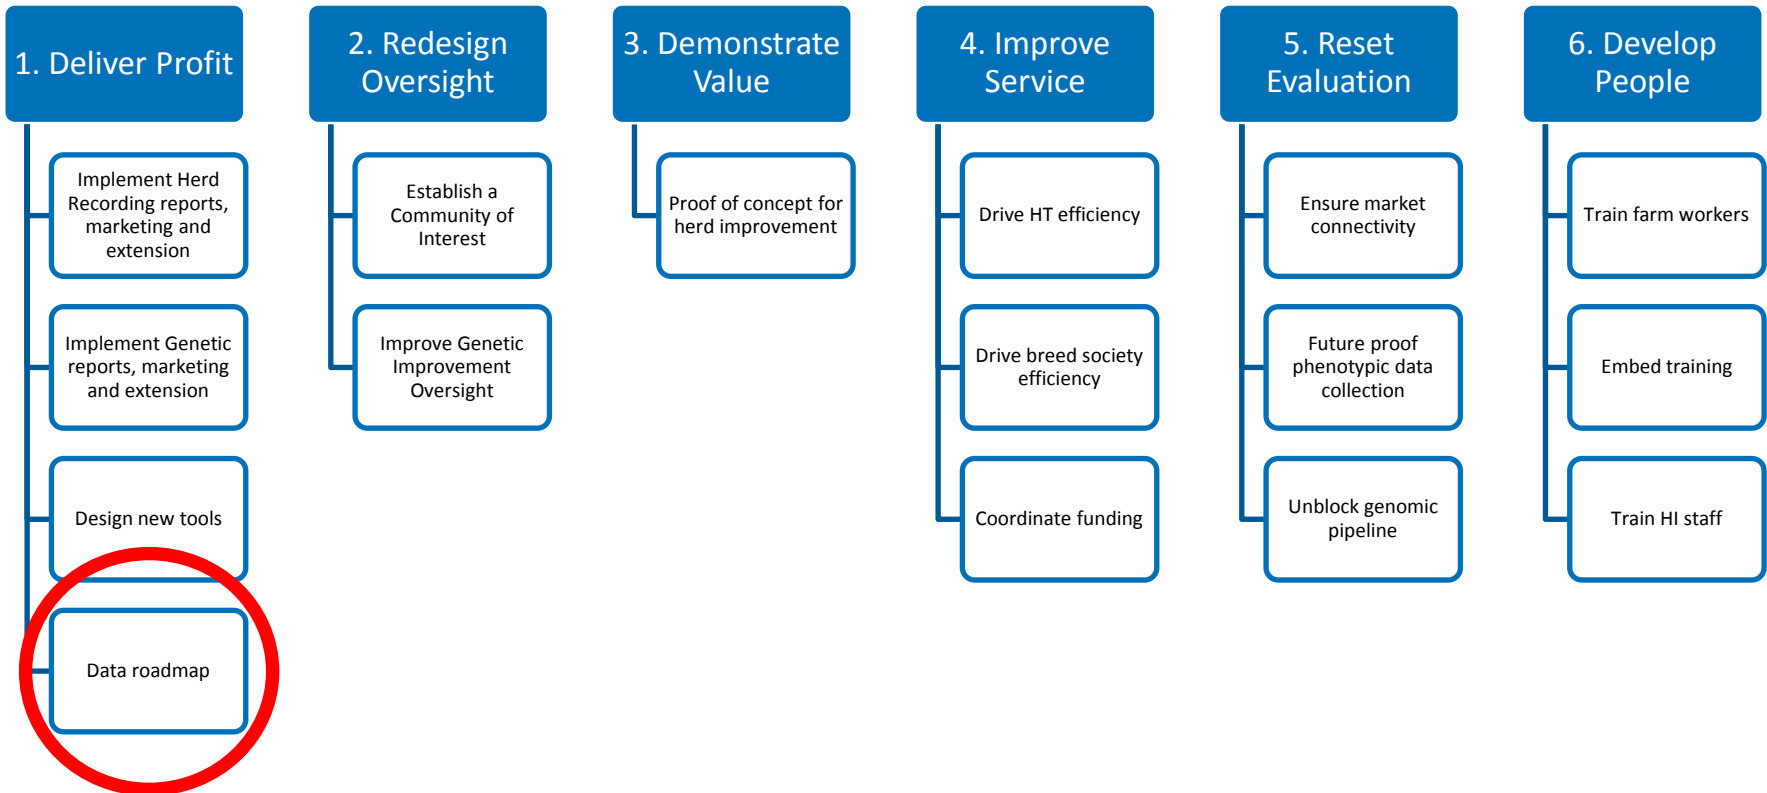 1. Deliver Profit
Implement Herd
Recording reports,
marketing and
extension
Implement Genetic
reports, marketing
and extension
Design new tools
Data roadmap
2. Redesign
Oversight
Establish a
Community of
Interest
Improve Genetic
Improvement
Oversight
3. Demonstrate
Value
Proof of concept for
herd improvement
4. Improve
Service
Drive HT efficiency
Drive breed society
efficiency
Coordinate funding
5. Reset
Evaluation
Ensure market
connectivity
Future proof
phenotypic data
collection
Unblock genomic
pipeline
6. Develop
People
Train farm workers
Embed training
Train HI staff